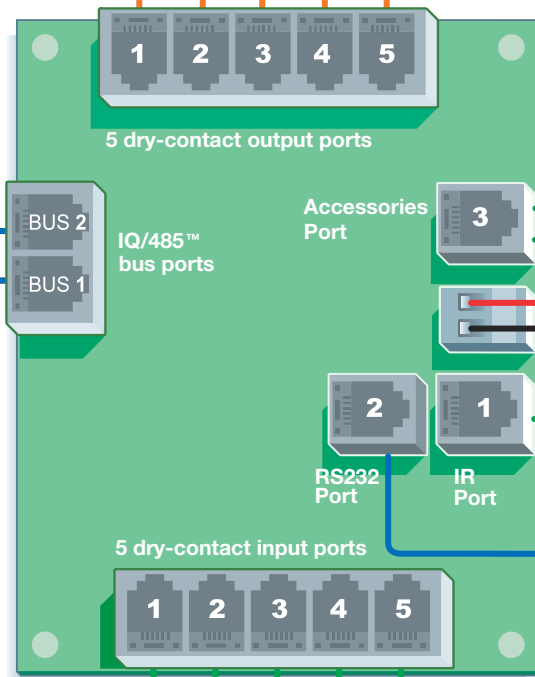 1 2 3 4 5
5 dry-contact output ports
BUS 2
BUS 1
IQ/485™
bus ports
Accessories
Port
3
2
1
RS232
Port
IR
Port
5 dry-contact input ports
1 2 3 4 5